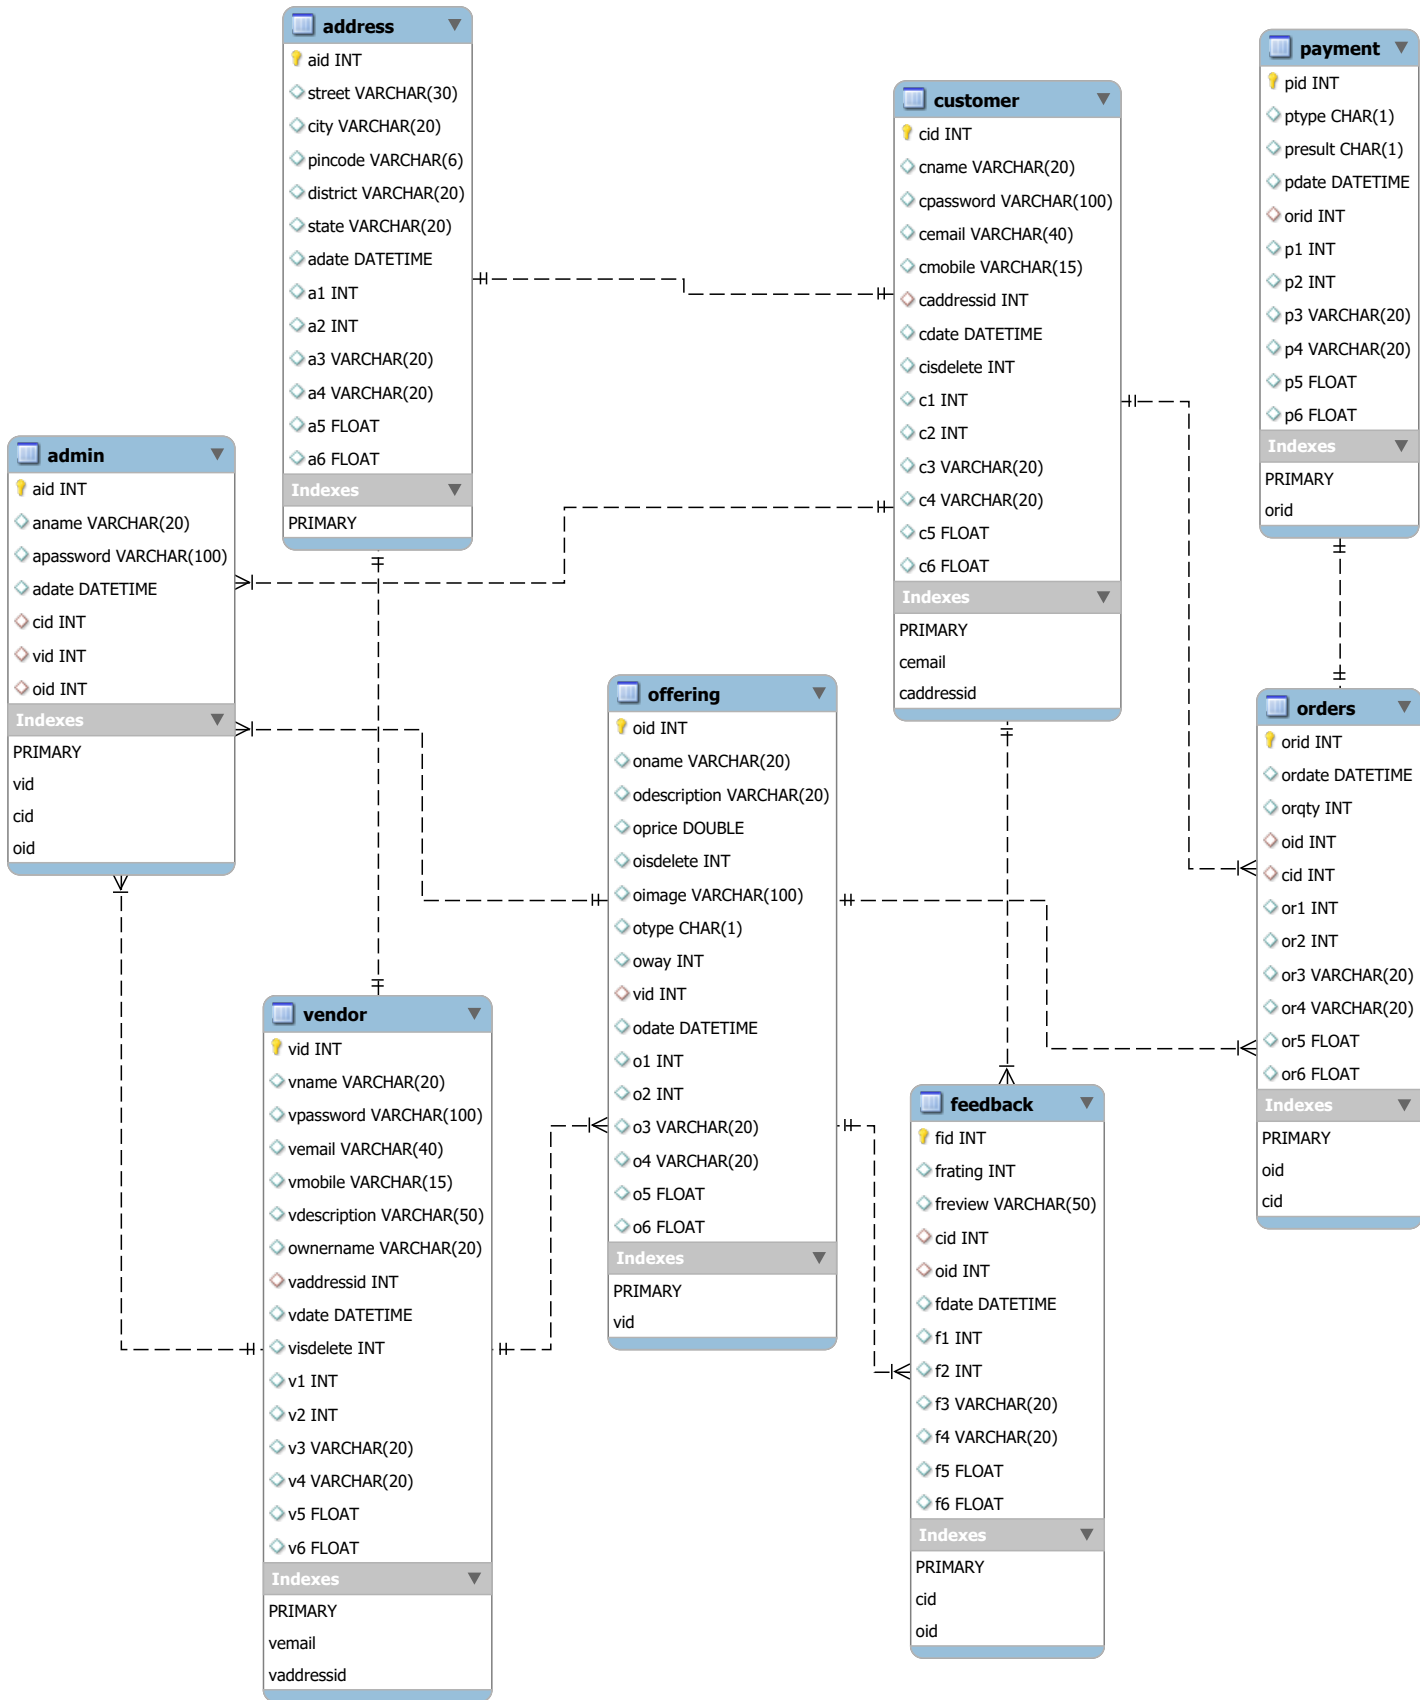 address
aid INT
street VARCHAR(30)
city VARCHAR(20)
pincode VARCHAR(6)
district VARCHAR(20)
state VARCHAR(20)
adate DATETIME
a1 INT
a2 INT
a3 VARCHAR(20)
a4 VARCHAR(20)
a5 FLOAT
a6 FLOAT
Indexes
PRIMARY
customer
cid INT
cname VARCHAR(20)
cpassword VARCHAR(100)
cemail VARCHAR(40)
cmobile VARCHAR(15)
caddressid INT
cdate DATETIME
cisdelete INT
c1 INT
c2 INT
c3 VARCHAR(20)
c4 VARCHAR(20)
c5 FLOAT
c6 FLOAT
Indexes
PRIMARY
cemail
caddressid
payment
pid INT
ptype CHAR(1)
presult CHAR(1)
pdate DATETIME
orid INT
p1 INT
p2 INT
p3 VARCHAR(20)
p4 VARCHAR(20)
p5 FLOAT
p6 FLOAT
Indexes
PRIMARY
orid
admin
aid INT
aname VARCHAR(20)
apassword VARCHAR(100)
adate DATETIME
cid INT
vid INT
oid INT
Indexes
PRIMARY
vid
cid
oid
offering
oid INT
oname VARCHAR(20)
odescription VARCHAR(20)
oprice DOUBLE
oisdelete INT
oimage VARCHAR(100)
otype CHAR(1)
oway INT
vid INT
odate DATETIME
o1 INT
o2 INT
o3 VARCHAR(20)
o4 VARCHAR(20)
o5 FLOAT
o6 FLOAT
Indexes
PRIMARY
vid
orders
orid INT
ordate DATETIME
orqty INT
oid INT
cid INT
or1 INT
or2 INT
or3 VARCHAR(20)
or4 VARCHAR(20)
or5 FLOAT
or6 FLOAT
Indexes
PRIMARY
oid
cid
vendor
vid INT
vname VARCHAR(20)
vpassword VARCHAR(100)
vemail VARCHAR(40)
vmobile VARCHAR(15)
vdescription VARCHAR(50)
ownername VARCHAR(20)
vaddressid INT
vdate DATETIME
visdelete INT
v1 INT
v2 INT
v3 VARCHAR(20)
v4 VARCHAR(20)
v5 FLOAT
v6 FLOAT
Indexes
PRIMARY
vemail
vaddressid
feedback
fid INT
frating INT
freview VARCHAR(50)
cid INT
oid INT
fdate DATETIME
f1 INT
f2 INT
f3 VARCHAR(20)
f4 VARCHAR(20)
f5 FLOAT
f6 FLOAT
Indexes
PRIMARY
cid
oid